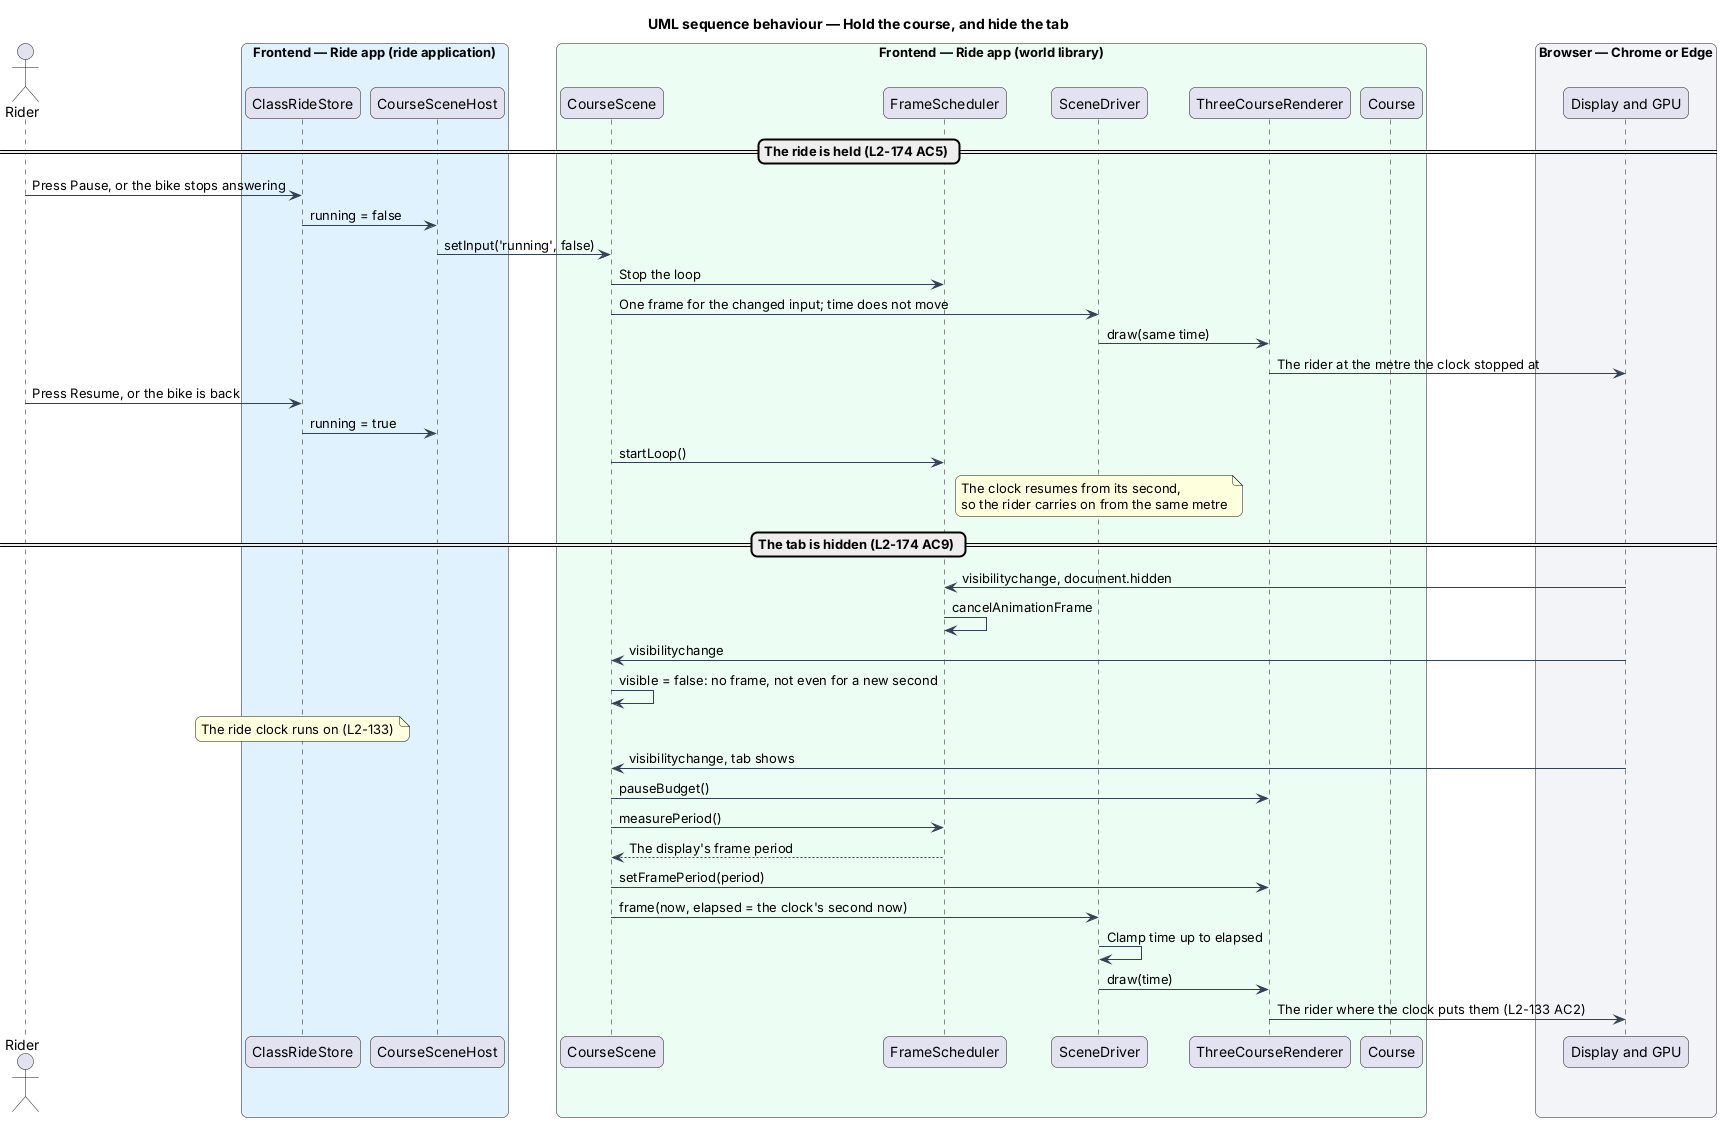 UML sequence behaviour — Hold the course, and hide the tab
Frontend — Ride app (ride application)
Frontend — Ride app (world library)
Browser — Chrome or Edge
Rider
ClassRideStore
CourseSceneHost
CourseScene
FrameScheduler
SceneDriver
ThreeCourseRenderer
Course
Display and GPU
The ride is held (L2-174 AC5)
Press Pause, or the bike stops answering
running = false
setInput('running', false)
Stop the loop
One frame for the changed input; time does not move
draw(same time)
The rider at the metre the clock stopped at
Press Resume, or the bike is back
running = true
startLoop()
The clock resumes from its second,
so the rider carries on from the same metre
The tab is hidden (L2-174 AC9)
visibilitychange, document.hidden
cancelAnimationFrame
visibilitychange
visible = false: no frame, not even for a new second
The ride clock runs on (L2-133)
visibilitychange, tab shows
pauseBudget()
measurePeriod()
The display's frame period
setFramePeriod(period)
frame(now, elapsed = the clock's second now)
Clamp time up to elapsed
draw(time)
The rider where the clock puts them (L2-133 AC2)
Rider
ClassRideStore
CourseSceneHost
CourseScene
FrameScheduler
SceneDriver
ThreeCourseRenderer
Course
Display and GPU